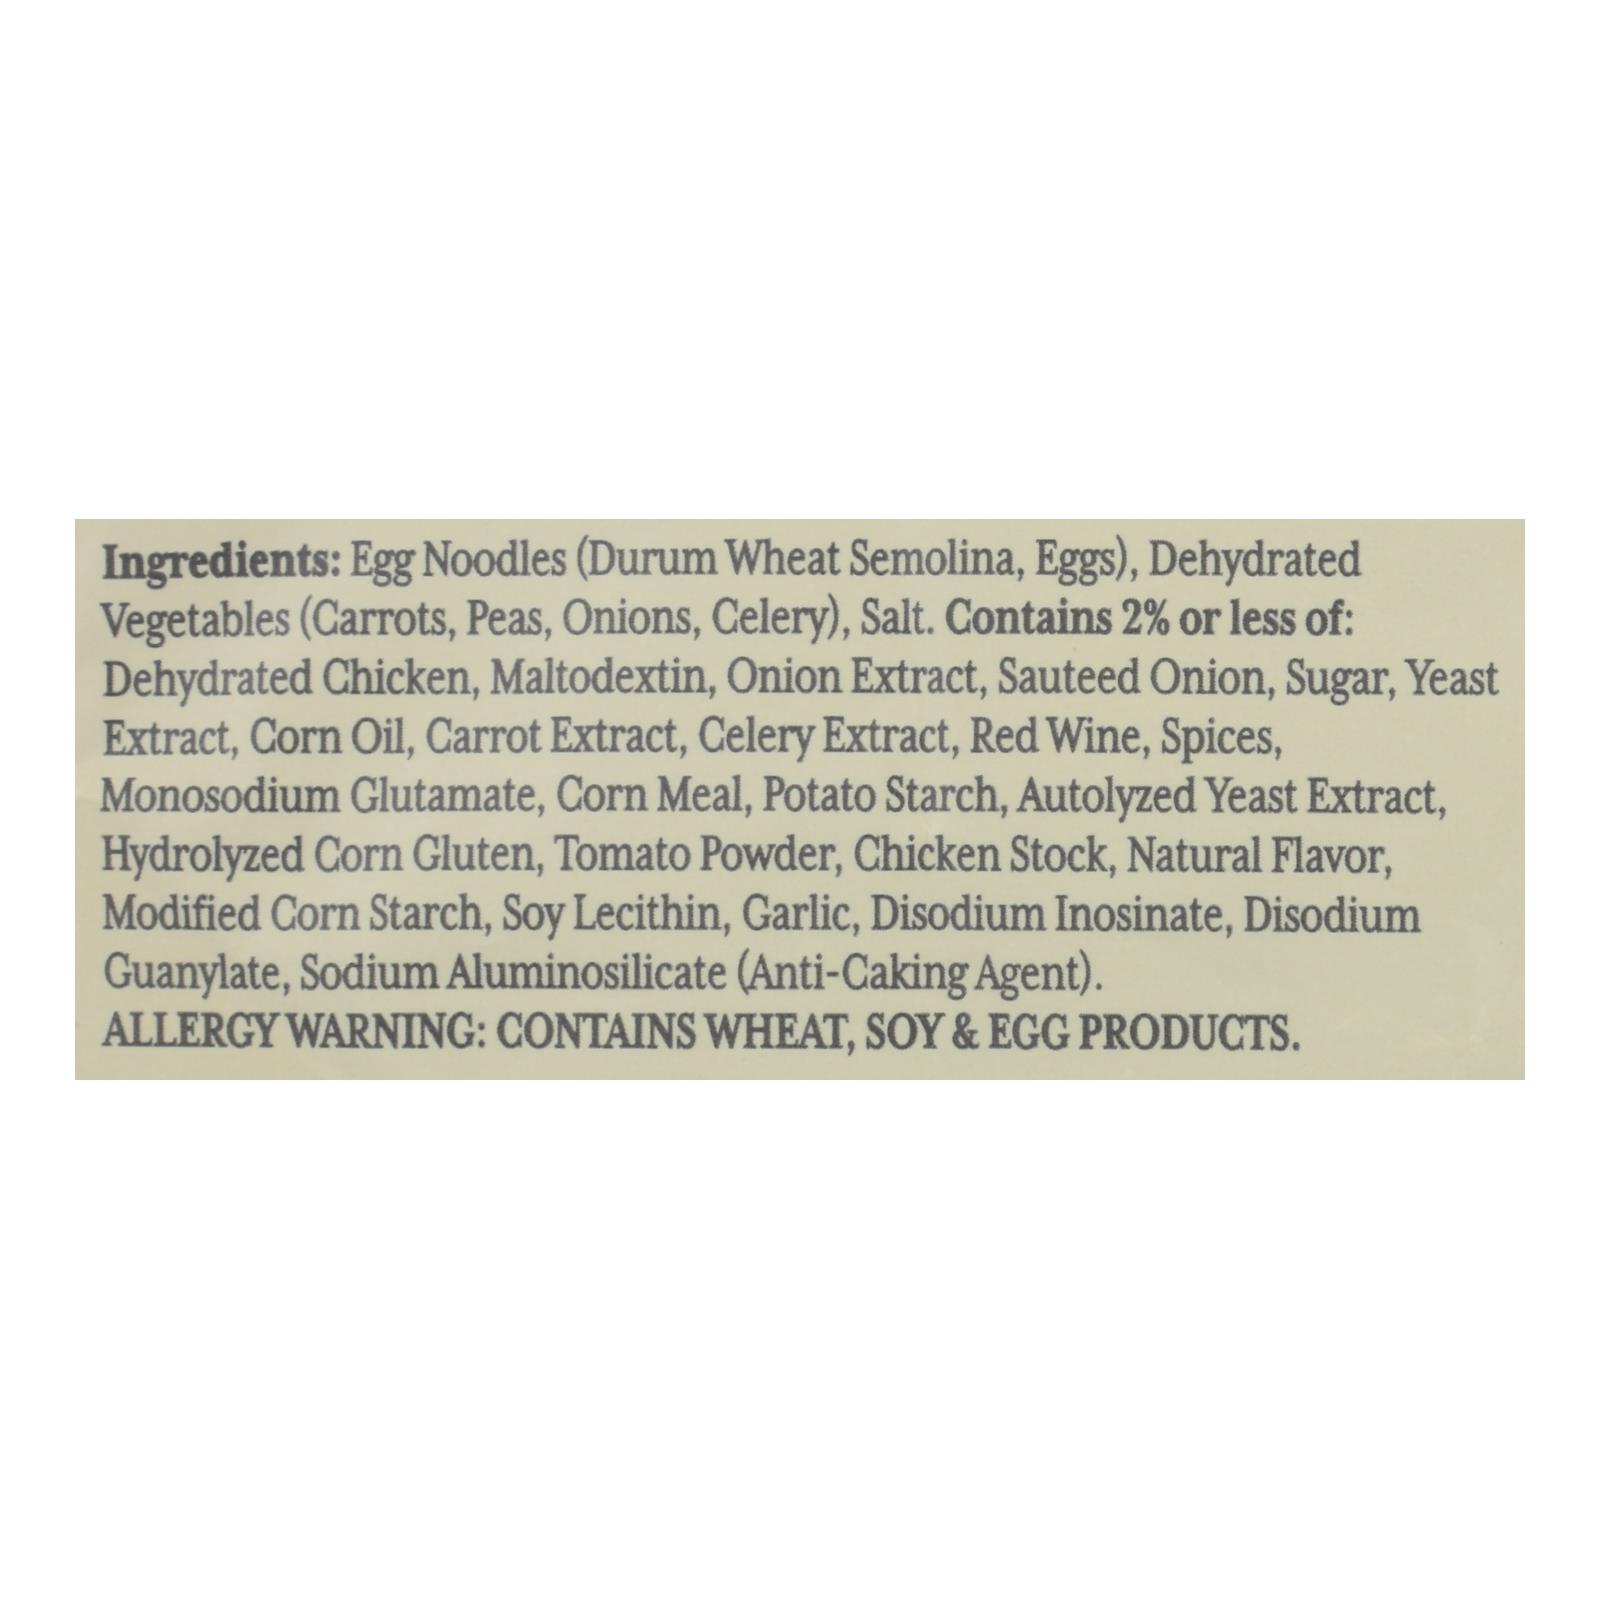 Ingredients: Egg Noodles (Durum Wheat Semolina, Eggs), Dehydrated
Vegetables (Carrots, Peas, Onions, Celery), Salt. Contains 2% or less of:
Dehydrated Chicken, Maltodextin, Onion Extract, Sauteed Onion, Sugar, Yeast
Extract, Corn Oil, Carrot Extract, Celery Extract, Red Wine, Spices,
Monosodium Glutamate, Corn Meal, Potato Starch, Autolyzed Yeast Extract,
Hydrolyzed Corn Gluten, Tomato Powder, Chicken Stock, Natural Flavor,
Modified Corn Starch, Soy Lecithin, Garlic, Disodium Inosinate, Disodium
Guanylate, Sodium Aluminosilicate (Anti-Caking Agent).
ALLERGY WARNING: CONTAINS WHEAT, SOY & EGG PRODUCTS.